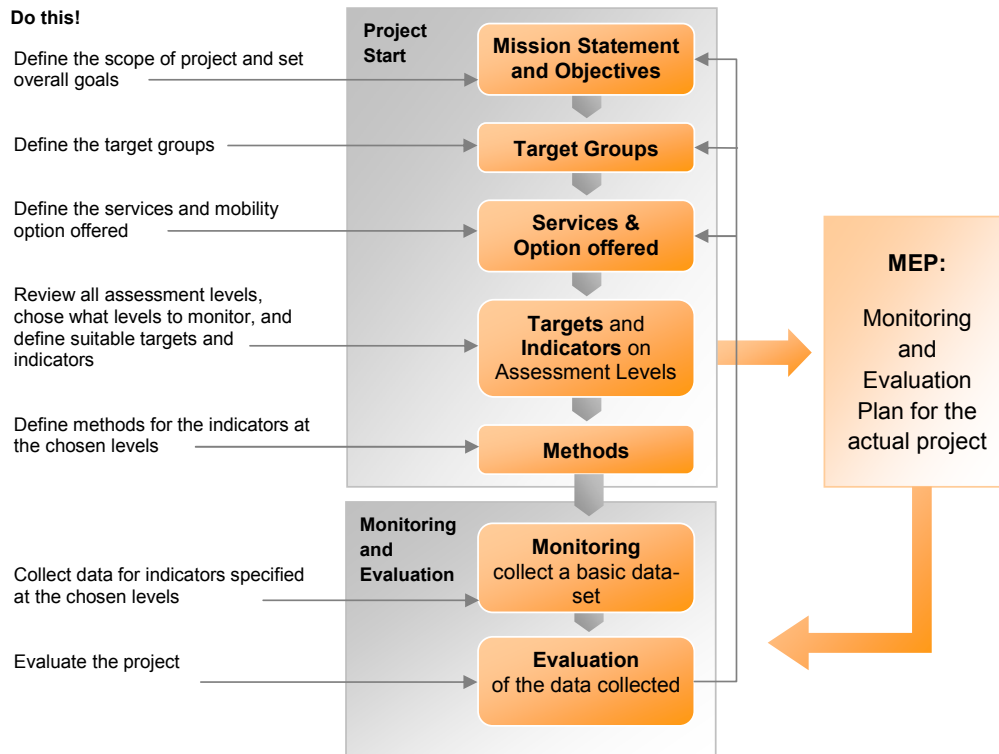 Do this!
Define the scope of project and set
overall goals
Define the target groups
Define the services and mobility
option offered
Review all assessment levels,
chose what levels to monitor, and
define suitable targets and
indicators
Define methods for the indicators at
the chosen levels
Collect data for indicators specified
at the chosen levels
Evaluate the project
Project
Start
Mission Statement
and Objectives
Target Groups
Services &
Option offered
Targets and
Indicators on
Assessment Levels
Methods
Monitoring
and
Evaluation
Monitoring
collect a basic data-
set
Evaluation
of the data collected
MEP:
Monitoring
and
Evaluation
Plan for the
actual project